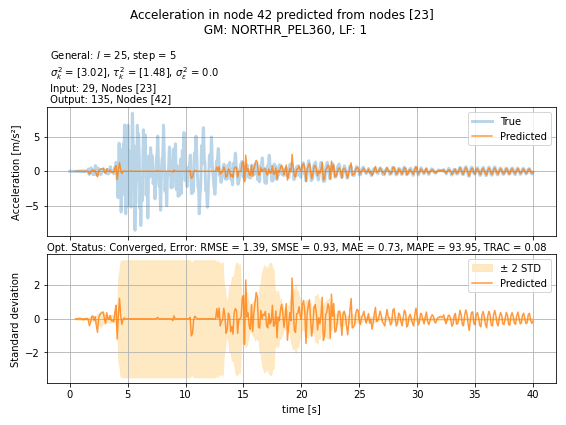 Acceleration in node 42 predicted from nodes [23]
GM: NORTHR_PEL360, LF: 1
General: l = 25, step = 5
σ²ₖ = [3.02], τ²ₖ = [1.48], σ²ε = 0.0
Input: 29, Nodes [23]
Output: 135, Nodes [42]
Acceleration [m/s²]
5
0
−5
True
Predicted
Opt. Status: Converged, Error: RMSE = 1.39, SMSE = 0.93, MAE = 0.73, MAPE = 93.95, TRAC = 0.08
Standard deviation
2
0
−2
± 2 STD
Predicted
0 5 10 15 20 25 30 35 40
time [s]